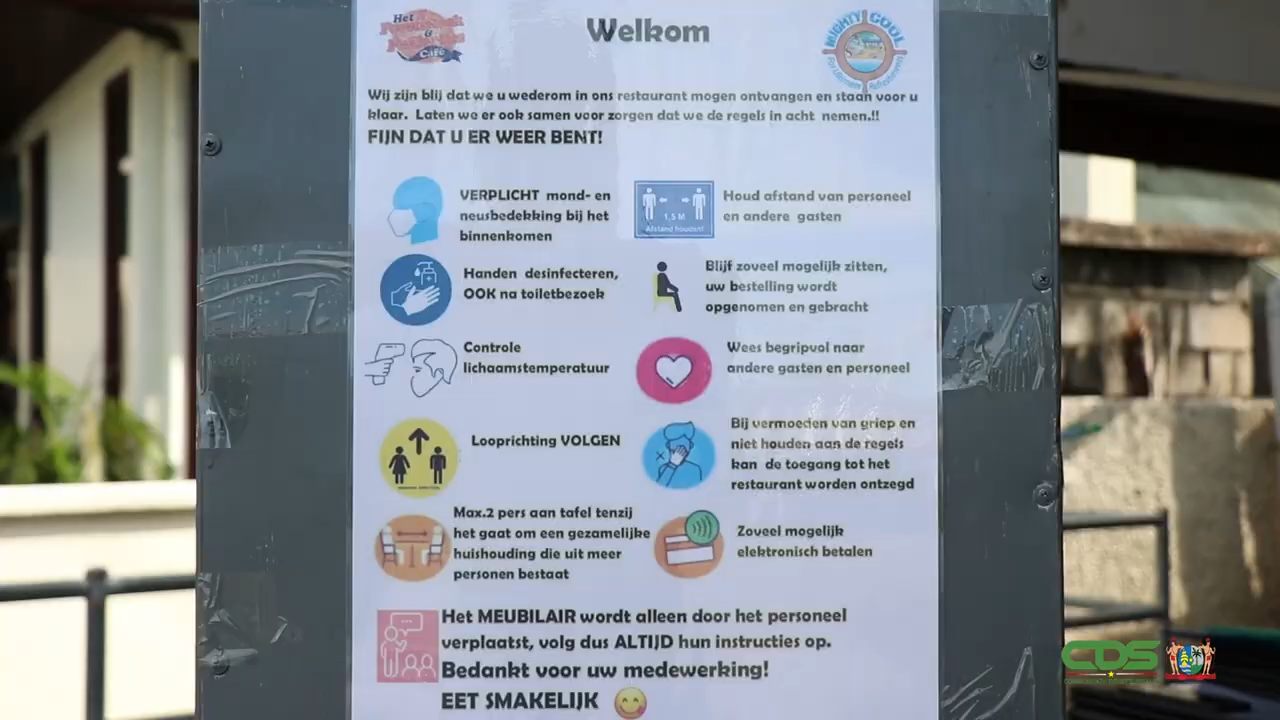 Het
&
Café
Welkom
MIGHTY COOL
Wij zijn blij dat we u wederom in ons restaurant mogen ontvangen en staan voor u
klaar. Laten we er ook samen voor zorgen dat we de regels in acht nemen.!!
FIJN DAT U ER WEER BENT!
VERPLICHT mond- en
neusbedekking bij het
binnenkomen
1,5 M
Afstand houden!
Houd afstand van personeel
en andere gasten
Handen desinfecteren,
OOK na toiletbezoek
Blijf zoveel mogelijk zitten,
uw bestelling wordt
opgenomen en gebracht
Controle
lichaamstemperatuur
Wees begripvol naar
andere gasten en personeel
Looprichting VOLGEN
Bij vermoeden van griep en
niet houden aan de regels
kan de toegang tot het
restaurant worden ontzegd
Max.2 pers aan tafel tenzij
het gaat om een gezamelijke
huishouding die uit meer
personen bestaat
Zoveel mogelijk
elektronisch betalen
Het MEUBILAIR wordt alleen door het personeel
verplaatst, volg dus ALTIJD hun instructies op.
Bedankt voor uw medewerking!
EET SMAKELIJK
CDS